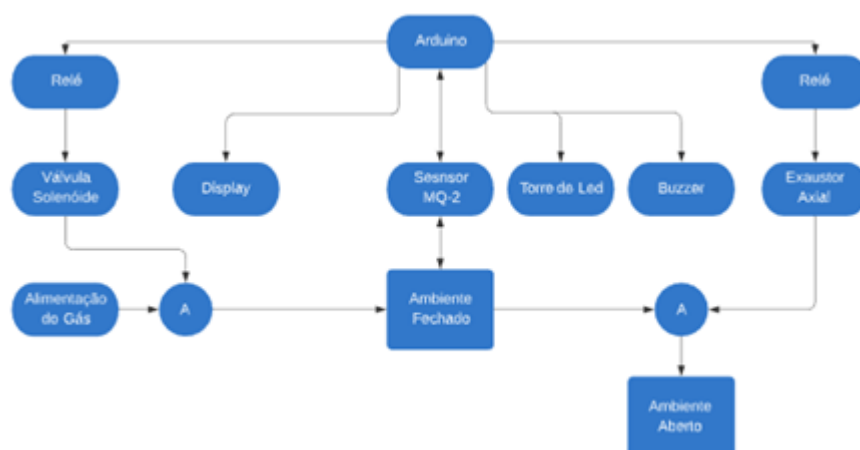 Arduino
Relé
Relé
Válvula
Solenóide
Display
Sesnsor
MQ-2
Torre de Led
Buzzer
Exaustor
Axial
Alimentação
do Gás
A
Ambiente
Fechado
A
Ambiente
Aberto